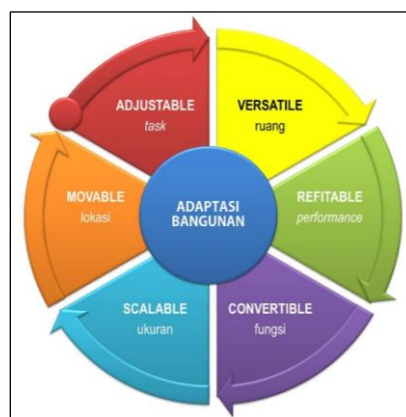 ADJUSTABLE
task
VERSATILE
ruang
REFITABLE
performance
CONVERTIBLE
fungsi
SCALABLE
ukuran
MOVABLE
lokasi
ADAPTASI
BANGUNAN